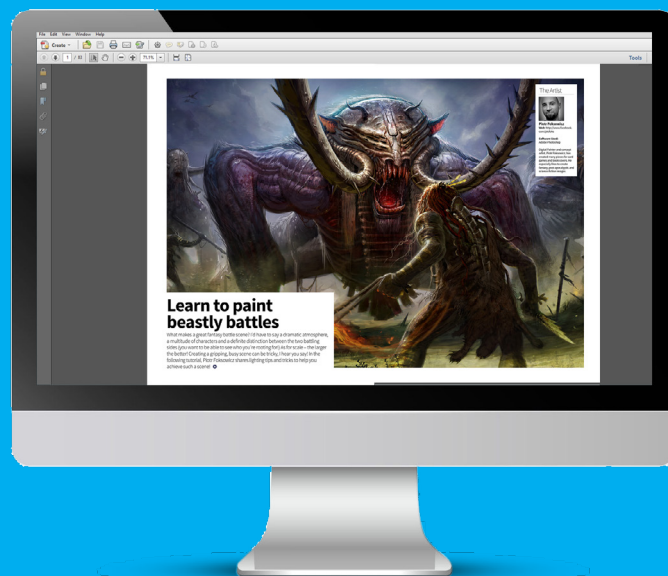 File Edit View Window Help
Create
1 / 10
71,1%
Tools
The Artist
Piotr Foksowicz
Learn to paint
beastly battles
What makes a great fantasy battle scene? I'd have to say a dramatic atmosphere,
a multitude of characters and a definite distinction between the two battling
sides (you want to be able to see who you're rooting for). As for scale – the larger
the better! Creating a gripping, busy scene can be tricky, I hear you say! In the
following tutorial, Piotr Foksowicz shares lighting tips and tricks to help you
achieve such a scene!